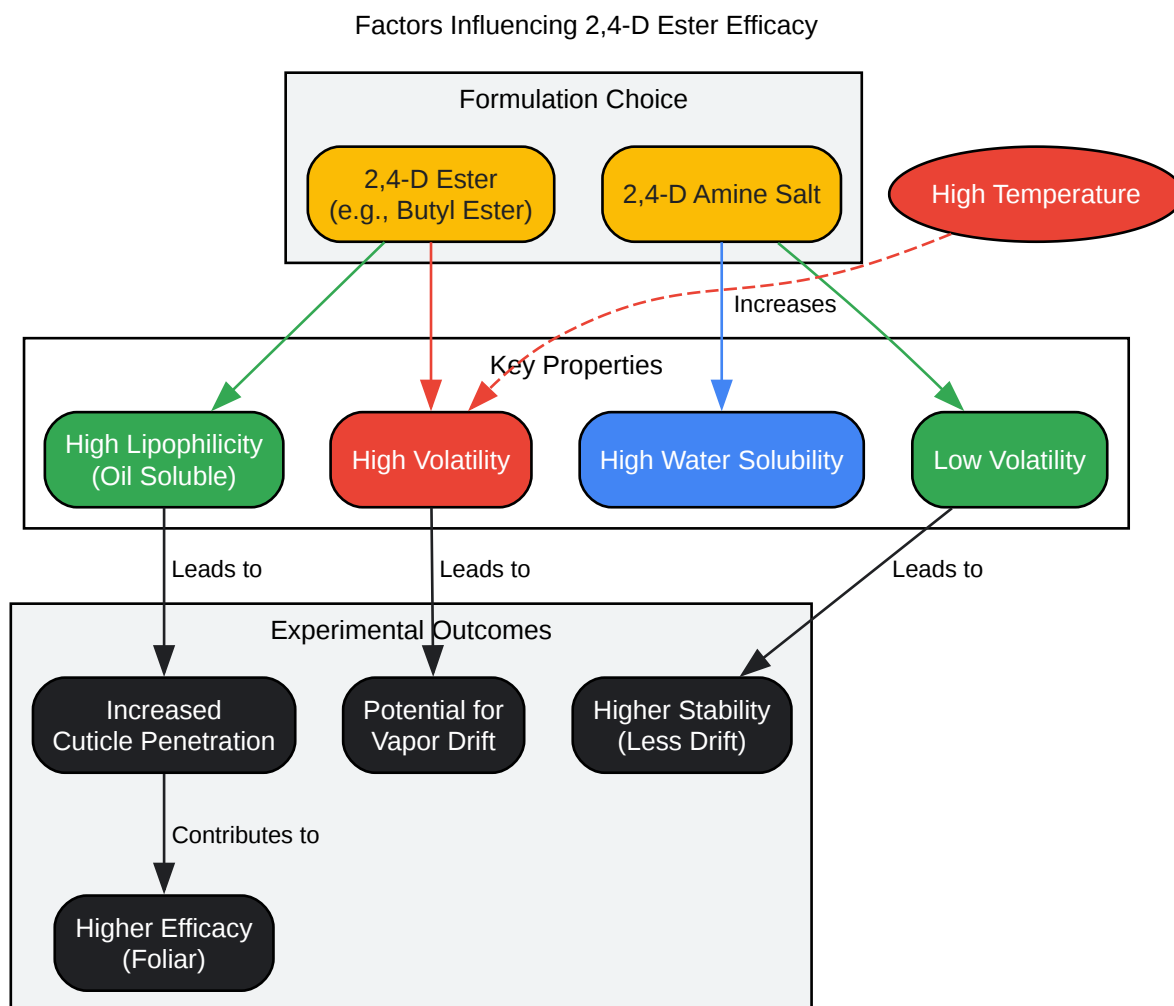 Factors Influencing 2,4-D Ester Efficacy
Formulation Choice
2,4-D Ester
(e.g., Butyl Ester)
2,4-D Amine Salt
High Temperature
Increases
Key Properties
High Lipophilicity
(Oil Soluble)
High Volatility
High Water Solubility
Low Volatility
Leads to
Leads to
Leads to
Experimental Outcomes
Increased
Cuticle Penetration
Potential for
Vapor Drift
Higher Stability
(Less Drift)
Contributes to
Higher Efficacy
(Foliar)